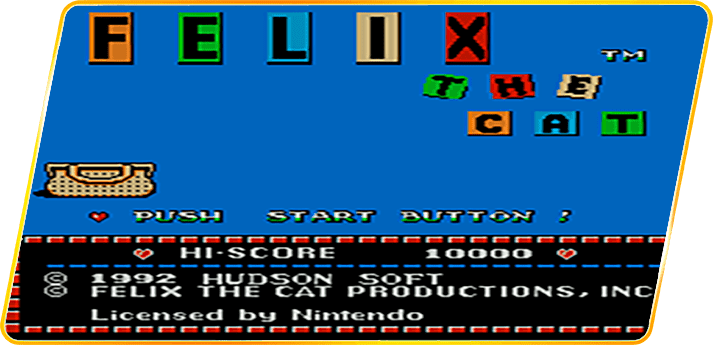 FELIX
TM
THE
CAT
PUSH START BUTTON !
HI-SCORE 10000
© 1992 HUDSON SOFT
© FELIX THE CAT PRODUCTIONS, INC
Licensed by Nintendo